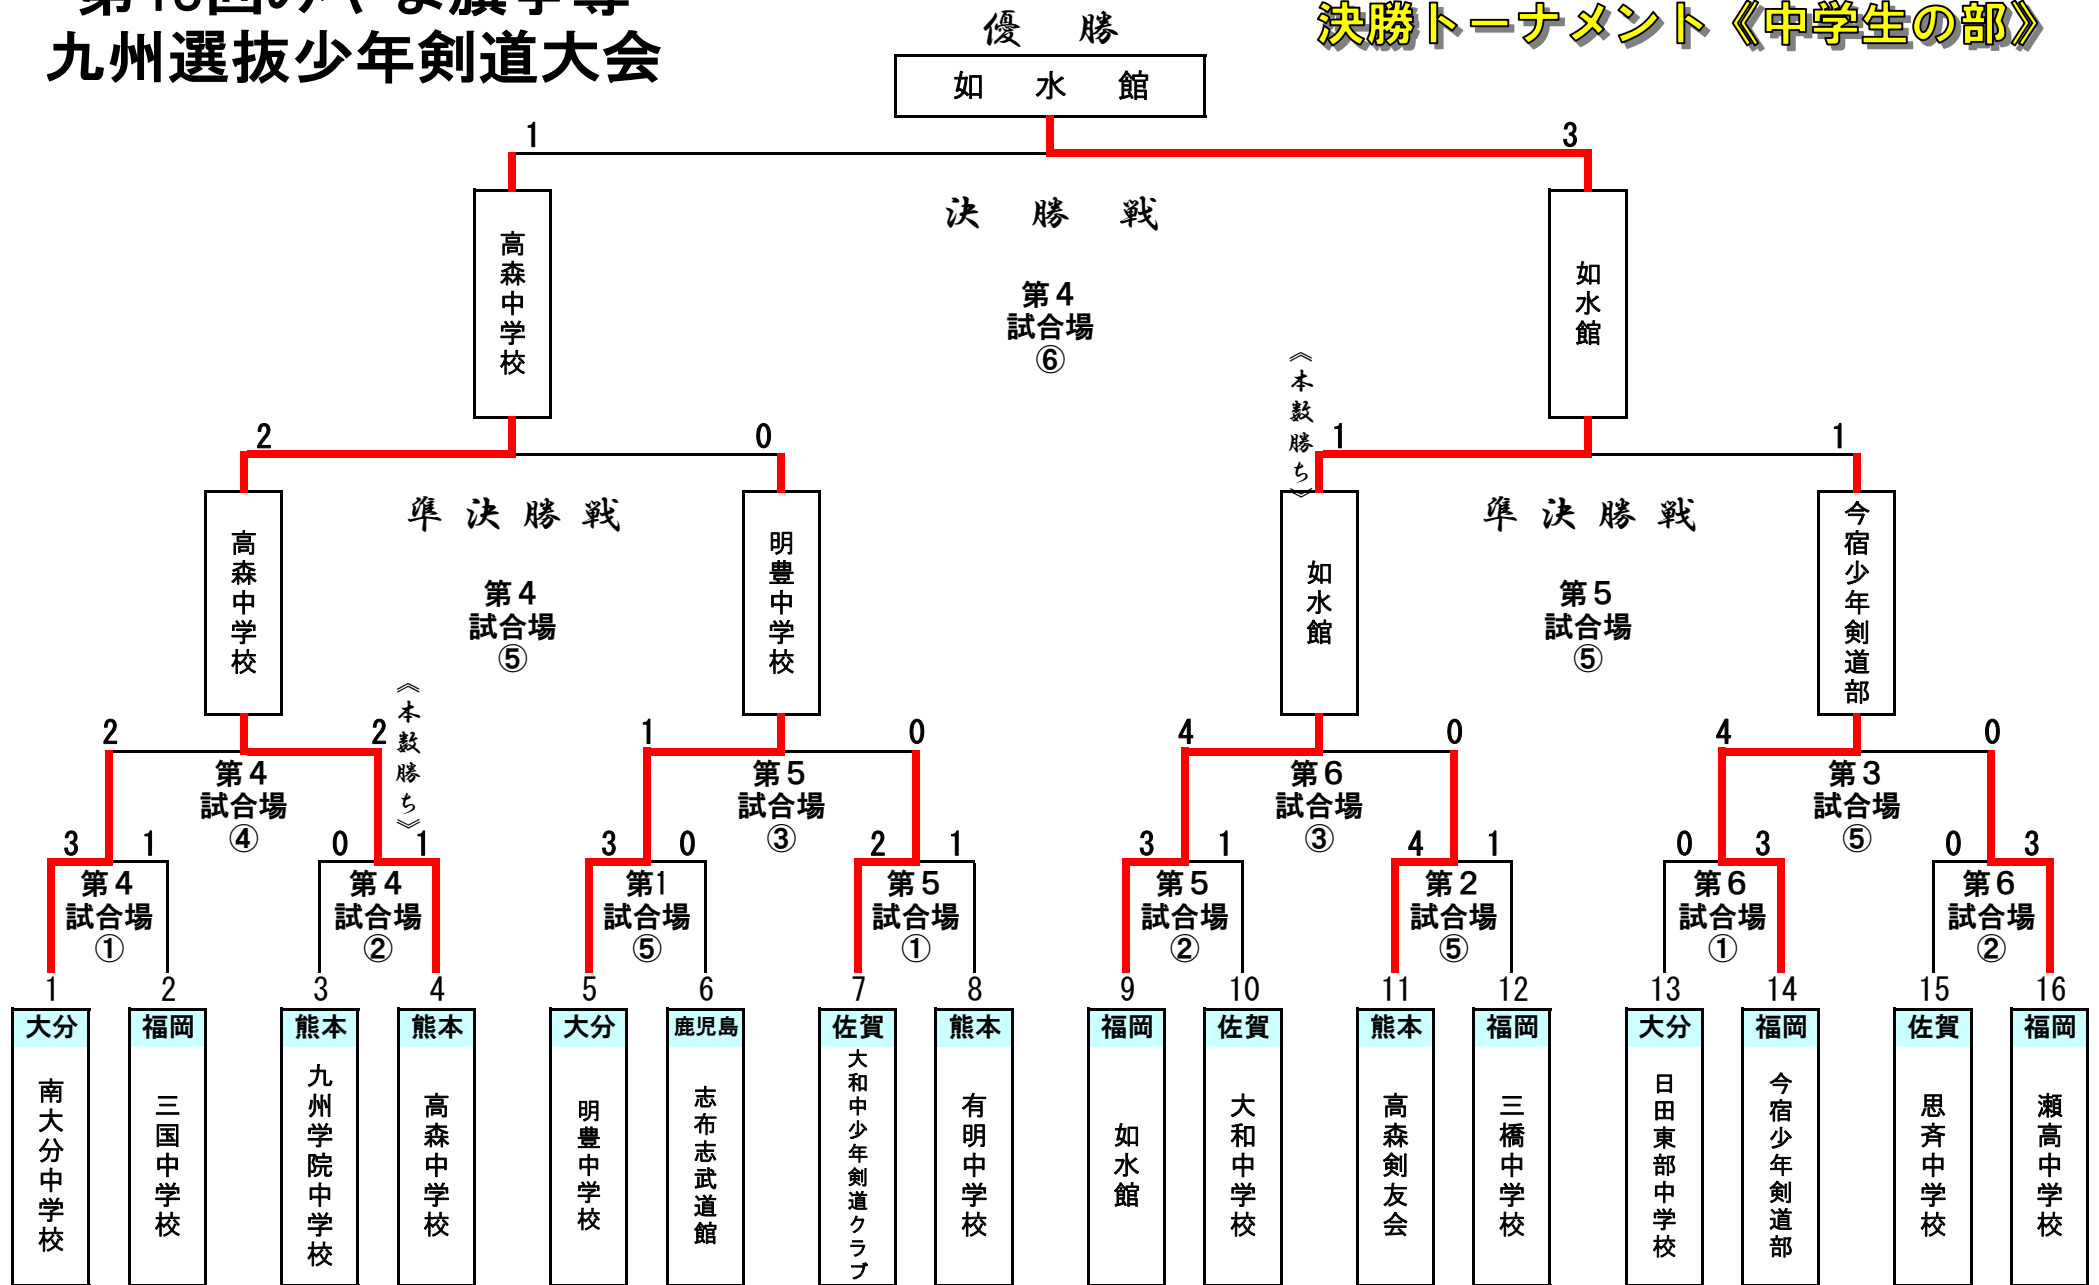 九州選抜少年剣道大会
決勝トーナメント《中学生の部》
優　勝
如　水　館
1
3
決　勝　戦
高森中学校
如水館
第４
試合場
⑥
《本数勝ち》
2
0
1
1
準決勝戦
準決勝戦
高森中学校
明豊中学校
如水館
今宿少年剣道部
第４
試合場
⑤
第５
試合場
⑤
《本数勝ち》
2
2
1
0
4
0
4
0
第４
試合場
④
第５
試合場
③
第６
試合場
③
第３
試合場
⑤
3
1
0
1
3
0
2
1
3
1
4
1
0
3
0
3
第４
試合場
①
第４
試合場
②
第1
試合場
⑤
第５
試合場
①
第５
試合場
②
第２
試合場
⑤
第６
試合場
①
第６
試合場
②
1
大分
南大分中学校
2
福岡
三国中学校
3
熊本
九州学院中学校
4
熊本
高森中学校
5
大分
明豊中学校
6
鹿児島
志布志武道館
7
佐賀
大和中少年剣道クラブ
8
熊本
有明中学校
9
福岡
如水館
10
佐賀
大和中学校
11
熊本
高森剣友会
12
福岡
三橋中学校
13
大分
日田東部中学校
14
福岡
今宿少年剣道部
15
佐賀
思斉中学校
16
福岡
瀬高中学校